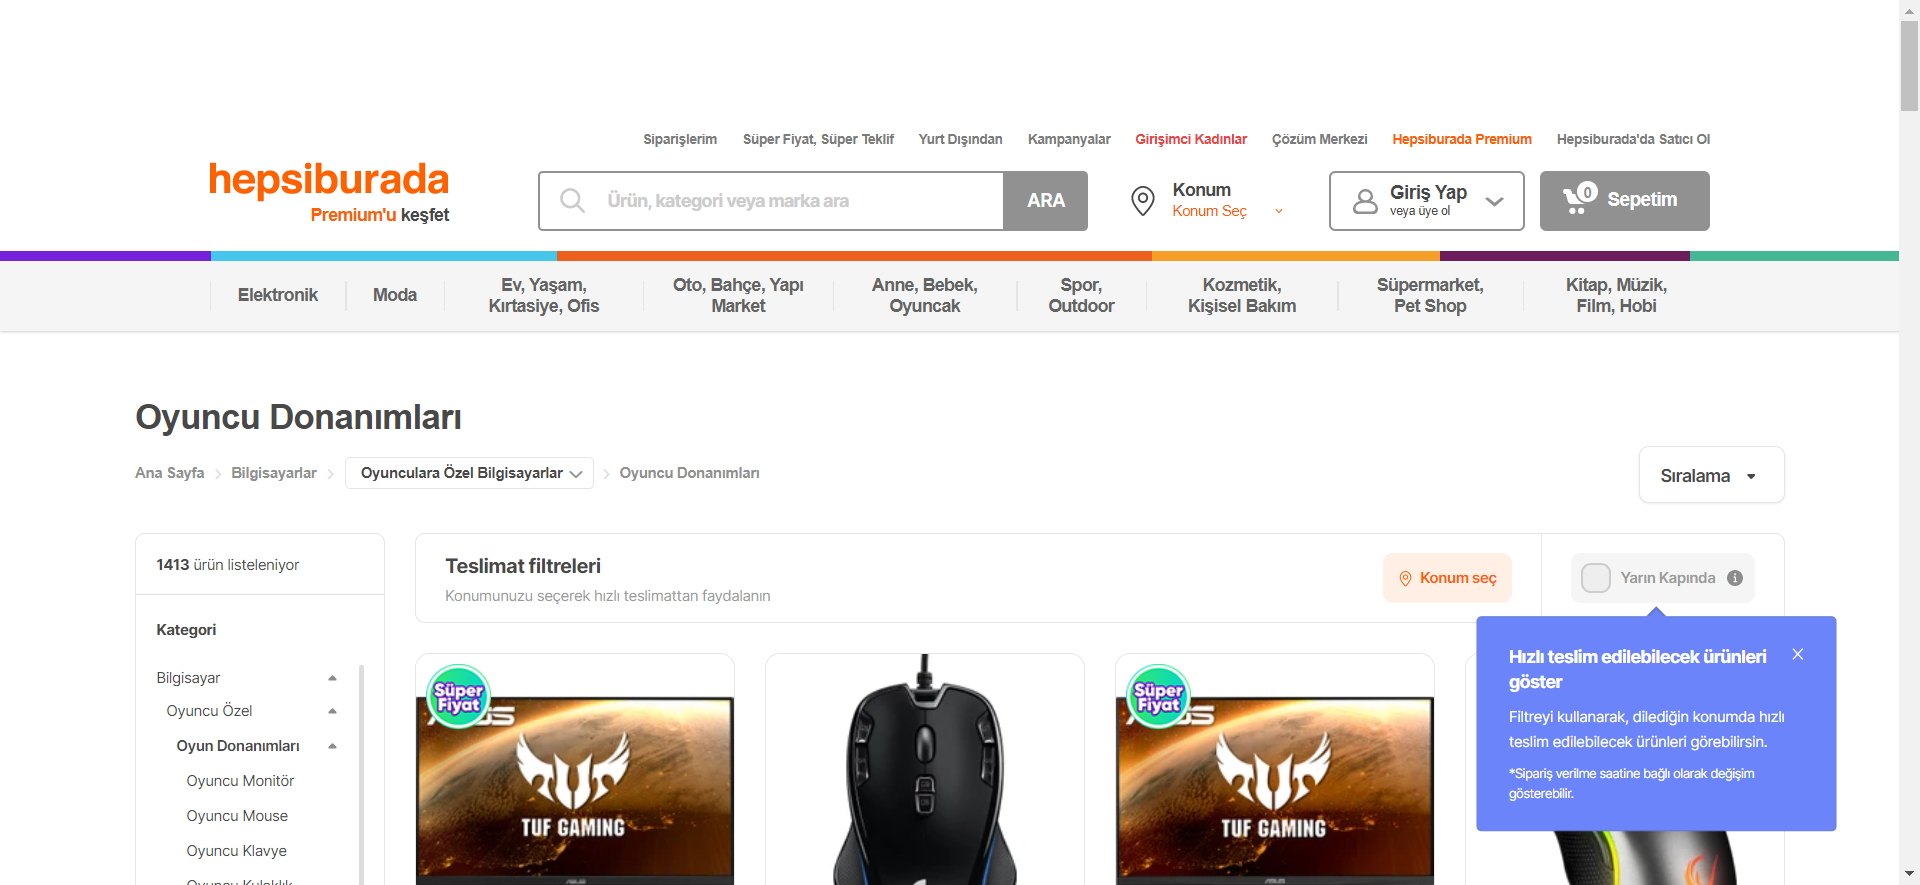 Siparişlerim
Süper Fiyat, Süper Teklif
Yurt Dışından
Kampanyalar
Girişimci Kadınlar
Çözüm Merkezi
Hepsiburada Premium
Hepsiburada'da Satıcı Ol
hepsiburada
Premium'u keşfet
Ürün, kategori veya marka ara
ARA
Konum
Konum Seç
Giriş Yap
veya üye ol
0
Sepetim
Elektronik
Moda
Ev, Yaşam,
Kırtasiye, Ofis
Oto, Bahçe, Yapı
Market
Anne, Bebek,
Oyuncak
Spor,
Outdoor
Kozmetik,
Kişisel Bakım
Süpermarket,
Pet Shop
Kitap, Müzik,
Film, Hobi
Oyuncu Donanımları
Ana Sayfa
Bilgisayarlar
Oyunculara Özel Bilgisayarlar
Oyuncu Donanımları
Sıralama
1413 ürün listeleniyor
Kategori
Bilgisayar
Oyuncu Özel
Oyun Donanımları
Oyuncu Monitör
Oyuncu Mouse
Oyuncu Klavye
Oyuncu Kulaklık
Teslimat filtreleri
Konumunuzu seçerek hızlı teslimattan faydalanın
Konum seç
Yarın Kapında
Hızlı teslim edilebilecek ürünleri
göster
Filtreyi kullanarak, dilediğin konumda hızlı
teslim edilebilecek ürünleri görebilirsin.
*Sipariş verilme saatine bağlı olarak değişim
gösterebilir.
Süper
Fiyat
TUF GAMING
Süper
Fiyat
TUF GAMING